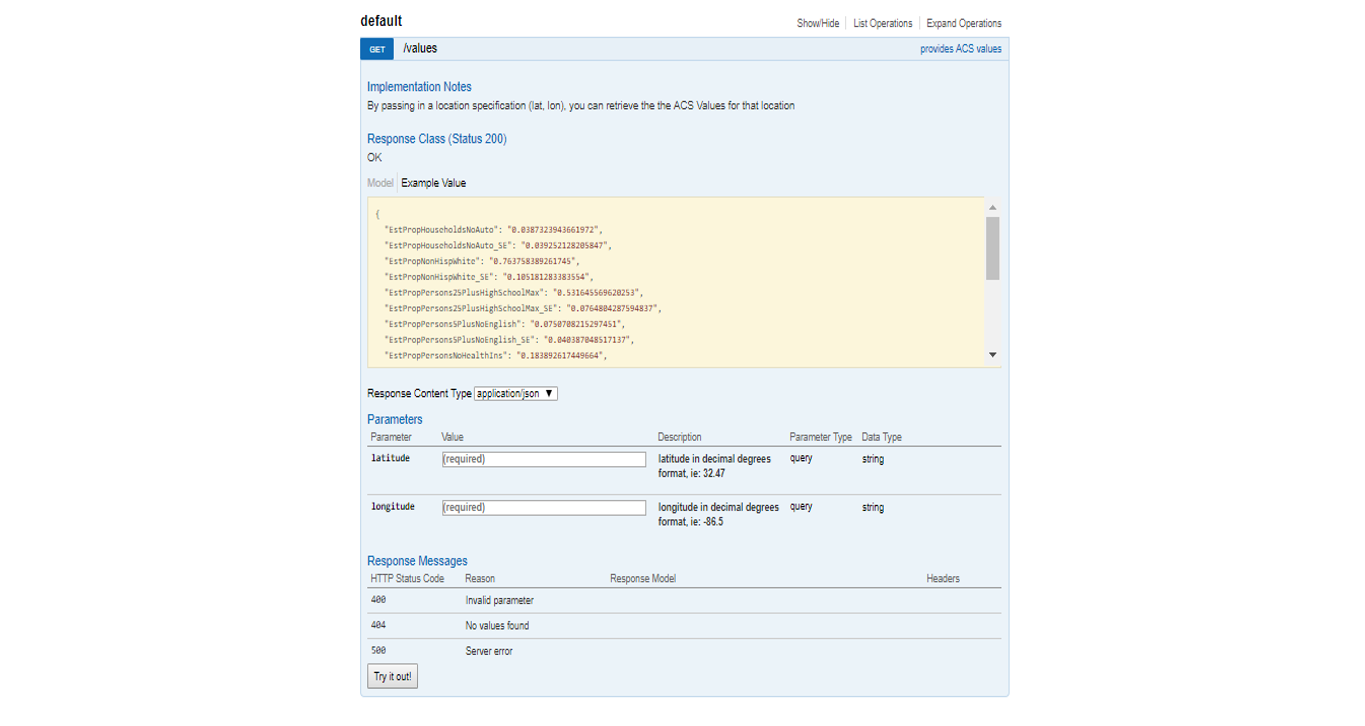 default
Show/Hide List Operations Expand Operations
GET /values provides ACS values
Implementation Notes
By passing in a location specification (lat, lon), you can retrieve the the ACS Values for that location
Response Class (Status 200)
OK
Model Example Value
{
"EstPropHouseholdsNoAuto": "0.0387323943661972",
"EstPropHouseholdsNoAuto_SE": "0.039252128205847",
"EstPropNonHispWhite": "0.763758389261745",
"EstPropNonHispWhite_SE": "0.105181283383554",
"EstPropPersons25PlusHighSchoolMax": "0.531645569620253",
"EstPropPersons25PlusHighSchoolMax_SE": "0.0764804287594837",
"EstPropPersons5PlusNoEnglish": "0.0750708215297451",
"EstPropPersons5PlusNoEnglish_SE": "0.040387048517137",
"EstPropPersonsNoHealthIns": "0.183892617449664",
Response Content Type application/json
Parameters
Parameter Value Description Parameter Type Data Type
latitude (required) latitude in decimal degrees query string
format, ie: 32.47
longitude (required) longitude in decimal degrees query string
format, ie: -86.5
Response Messages
HTTP Status Code Reason Response Model Headers
400 Invalid parameter
404 No values found
500 Server error
Try it out!